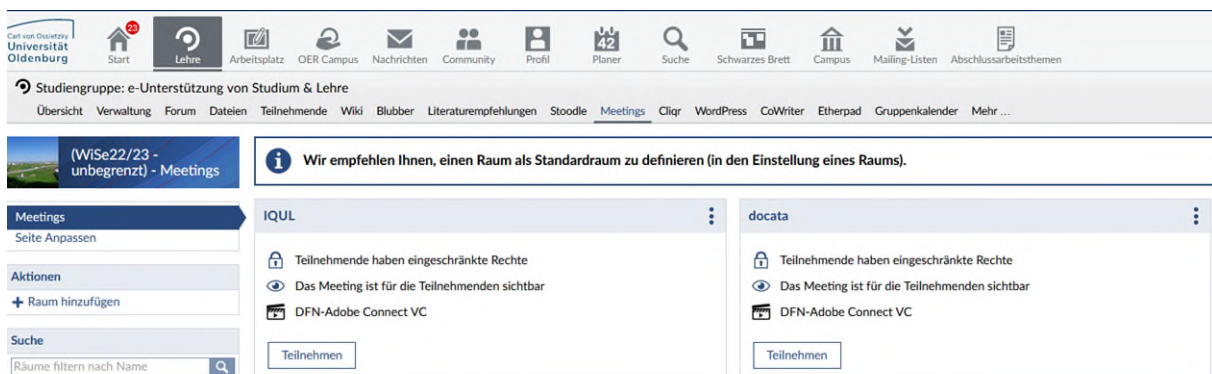 Carl von Ossietzky
Universität
Oldenburg
23
Start
Lehre
Arbeitsplatz
OER Campus
Nachrichten
Community
Profil
42
Planer
Suche
Schwarzes Brett
Campus
Mailing-Listen
Abschlussarbeitsthemen
Studiengruppe: e-Unterstützung von Studium & Lehre
Übersicht Verwaltung Forum Dateien Teilnehmende Wiki Blubber Literaturempfehlungen Stoodle Meetings Cliqr WordPress CoWriter Etherpad Gruppenkalender Mehr ...
(WiSe22/23 -
unbegrenzt) - Meetings
Wir empfehlen Ihnen, einen Raum als Standardraum zu definieren (in den Einstellung eines Raums).
Meetings
Seite Anpassen
Aktionen
Raum hinzufügen
Suche
Räume filtern nach Name
IQUL
Teilnehmende haben eingeschränkte Rechte
Das Meeting ist für die Teilnehmenden sichtbar
DFN-Adobe Connect VC
Teilnehmen
docata
Teilnehmende haben eingeschränkte Rechte
Das Meeting ist für die Teilnehmenden sichtbar
DFN-Adobe Connect VC
Teilnehmen